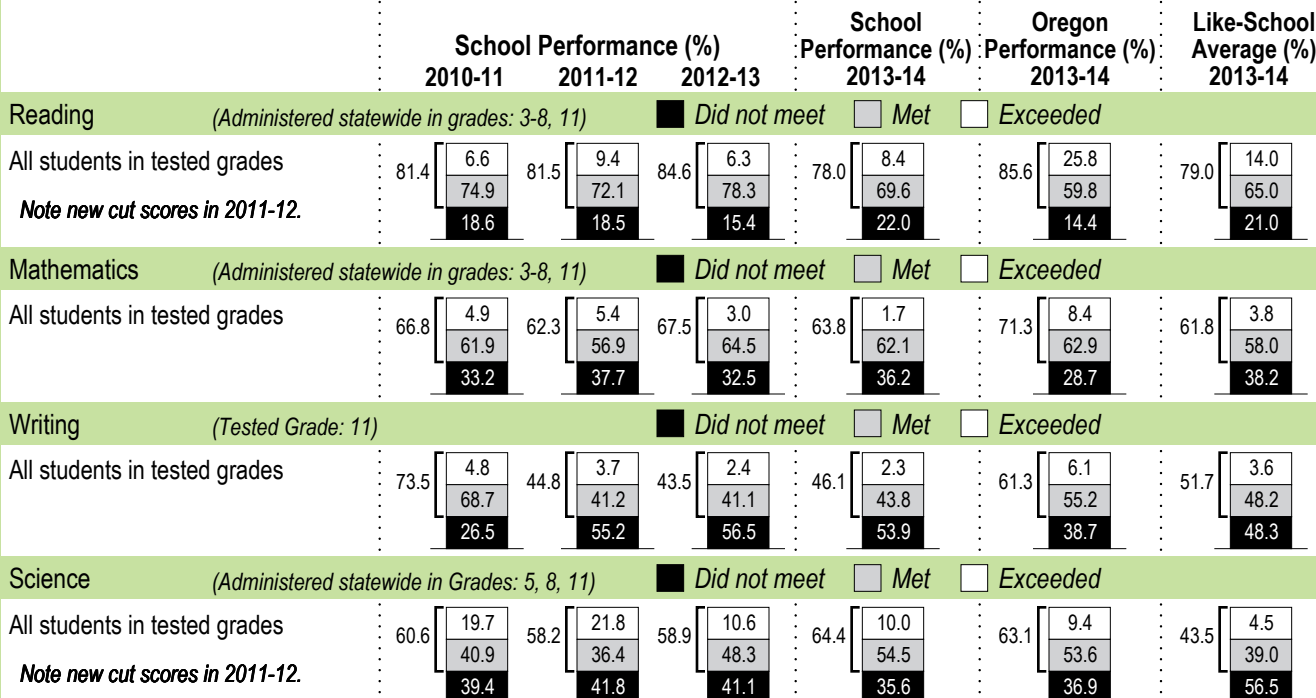 School Performance (%)
2010-11 2011-12 2012-13
School
Performance (%)
2013-14
Oregon
Performance (%)
2013-14
Like-School
Average (%)
2013-14
Reading (Administered statewide in grades: 3-8, 11) Did not meet Met Exceeded
All students in tested grades
Note new cut scores in 2011-12.
81.4 6.6 74.9 18.6
81.5 9.4 72.1 18.5
84.6 6.3 78.3 15.4
78.0 8.4 69.6 22.0
85.6 25.8 59.8 14.4
79.0 14.0 65.0 21.0
Mathematics (Administered statewide in grades: 3-8, 11) Did not meet Met Exceeded
All students in tested grades
66.8 4.9 61.9 33.2
62.3 5.4 56.9 37.7
67.5 3.0 64.5 32.5
63.8 1.7 62.1 36.2
71.3 8.4 62.9 28.7
61.8 3.8 58.0 38.2
Writing (Tested Grade: 11) Did not meet Met Exceeded
All students in tested grades
73.5 4.8 68.7 26.5
44.8 3.7 41.2 55.2
43.5 2.4 41.1 56.5
46.1 2.3 43.8 53.9
61.3 6.1 55.2 38.7
51.7 3.6 48.2 48.3
Science (Administered statewide in Grades: 5, 8, 11) Did not meet Met Exceeded
All students in tested grades
Note new cut scores in 2011-12.
60.6 19.7 40.9 39.4
58.2 21.8 36.4 41.8
58.9 10.6 48.3 41.1
64.4 10.0 54.5 35.6
63.1 9.4 53.6 36.9
43.5 4.5 39.0 56.5